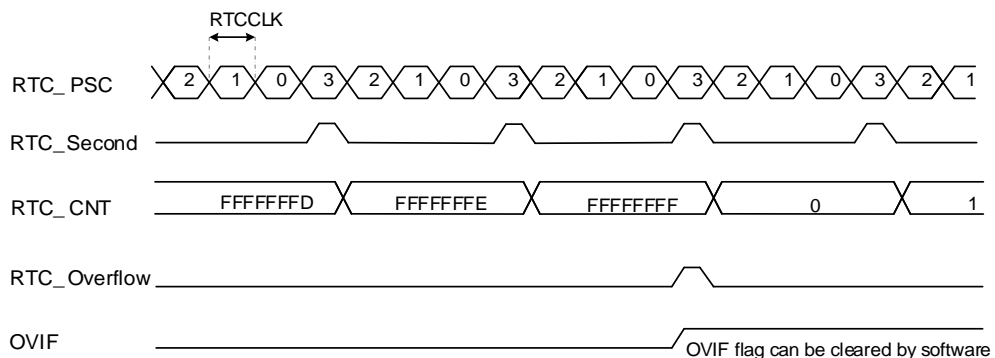 RTCCLK
RTC_PSC 2 1 0 3 2 1 0 3 2 1 0 3 2 1 0 3 2 1
RTC_Second
RTC_CNT FFFFFFFD FFFFFFFE FFFFFFFF 0 1
RTC_Overflow
OVIF
OVIF flag can be cleared by software